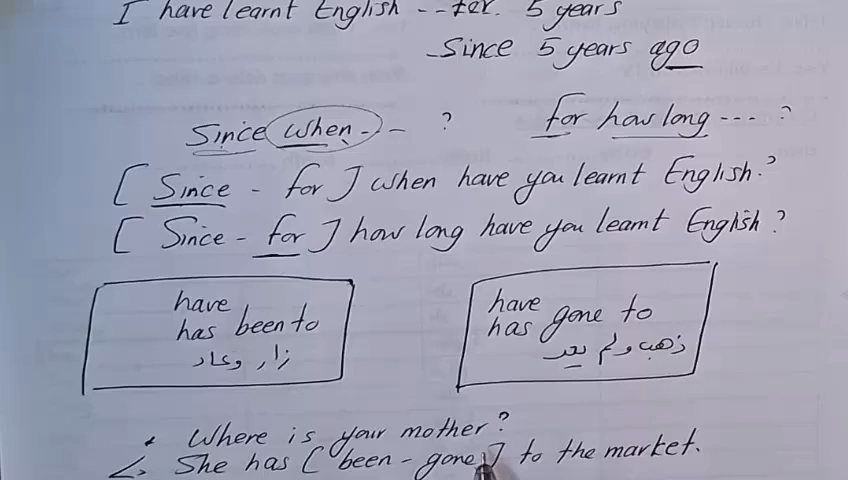 I have learnt English -- for 5 years
- Since 5 years ago
Since when -- ? for how long --- ?
[ Since - for ] when have you learnt English ?
[ Since - for ] how long have you learnt English ?
have
has been to
زار وعاد
have
has gone to
ذهب ولم يعد
Where is your mother?
She has [ been - gone ] to the market.